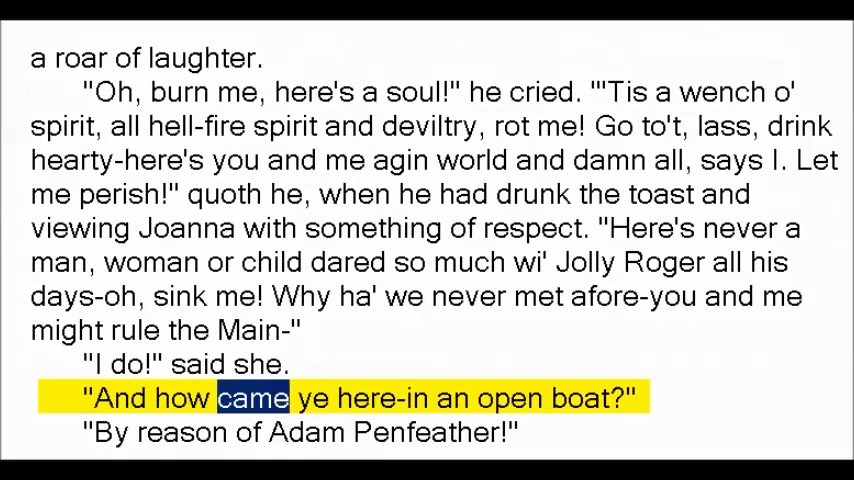 a roar of laughter.
"Oh, burn me, here's a soul!" he cried. "'Tis a wench o'
spirit, all hell-fire spirit and deviltry, rot me! Go to't, lass, drink
hearty-here's you and me agin world and damn all, says I. Let
me perish!" quoth he, when he had drunk the toast and
viewing Joanna with something of respect. "Here's never a
man, woman or child dared so much wi' Jolly Roger all his
days-oh, sink me! Why ha' we never met afore-you and me
might rule the Main-"
"I do!" said she.
"And how came ye here-in an open boat?"
"By reason of Adam Penfeather!"